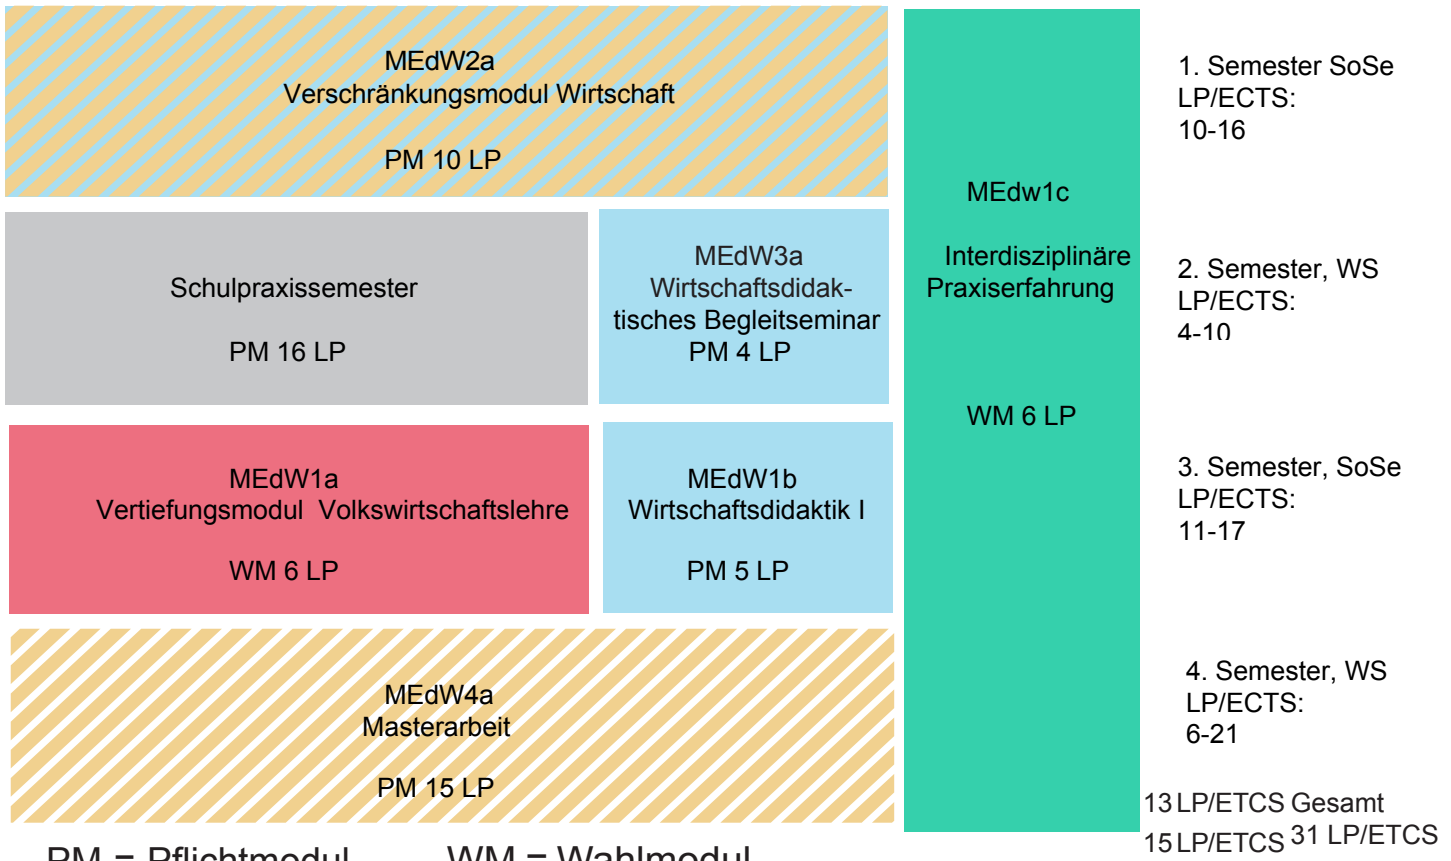 MEdW2a
Verschränkungsmodul Wirtschaft
PM 10 LP
1. Semester SoSe
LP/ECTS:
10-16
MEdw1c
Interdisziplinäre
Praxiserfahrung
WM 6 LP
Schulpraxissemester
PM 16 LP
MEdW3a
Wirtschaftsdidak-
tisches Begleitseminar
PM 4 LP
2. Semester, WS
LP/ECTS:
4-10
MEdW1a
Vertiefungsmodul Volkswirtschaftslehre
WM 6 LP
MEdW1b
Wirtschaftsdidaktik I
PM 5 LP
3. Semester, SoSe
LP/ECTS:
11-17
MEdW4a
Masterarbeit
PM 15 LP
4. Semester, WS
LP/ECTS:
6-21
13 LP/ETCS Gesamt
15 LP/ETCS 31 LP/ETCS
PM = Pflichtmodul WM = Wahlmodul